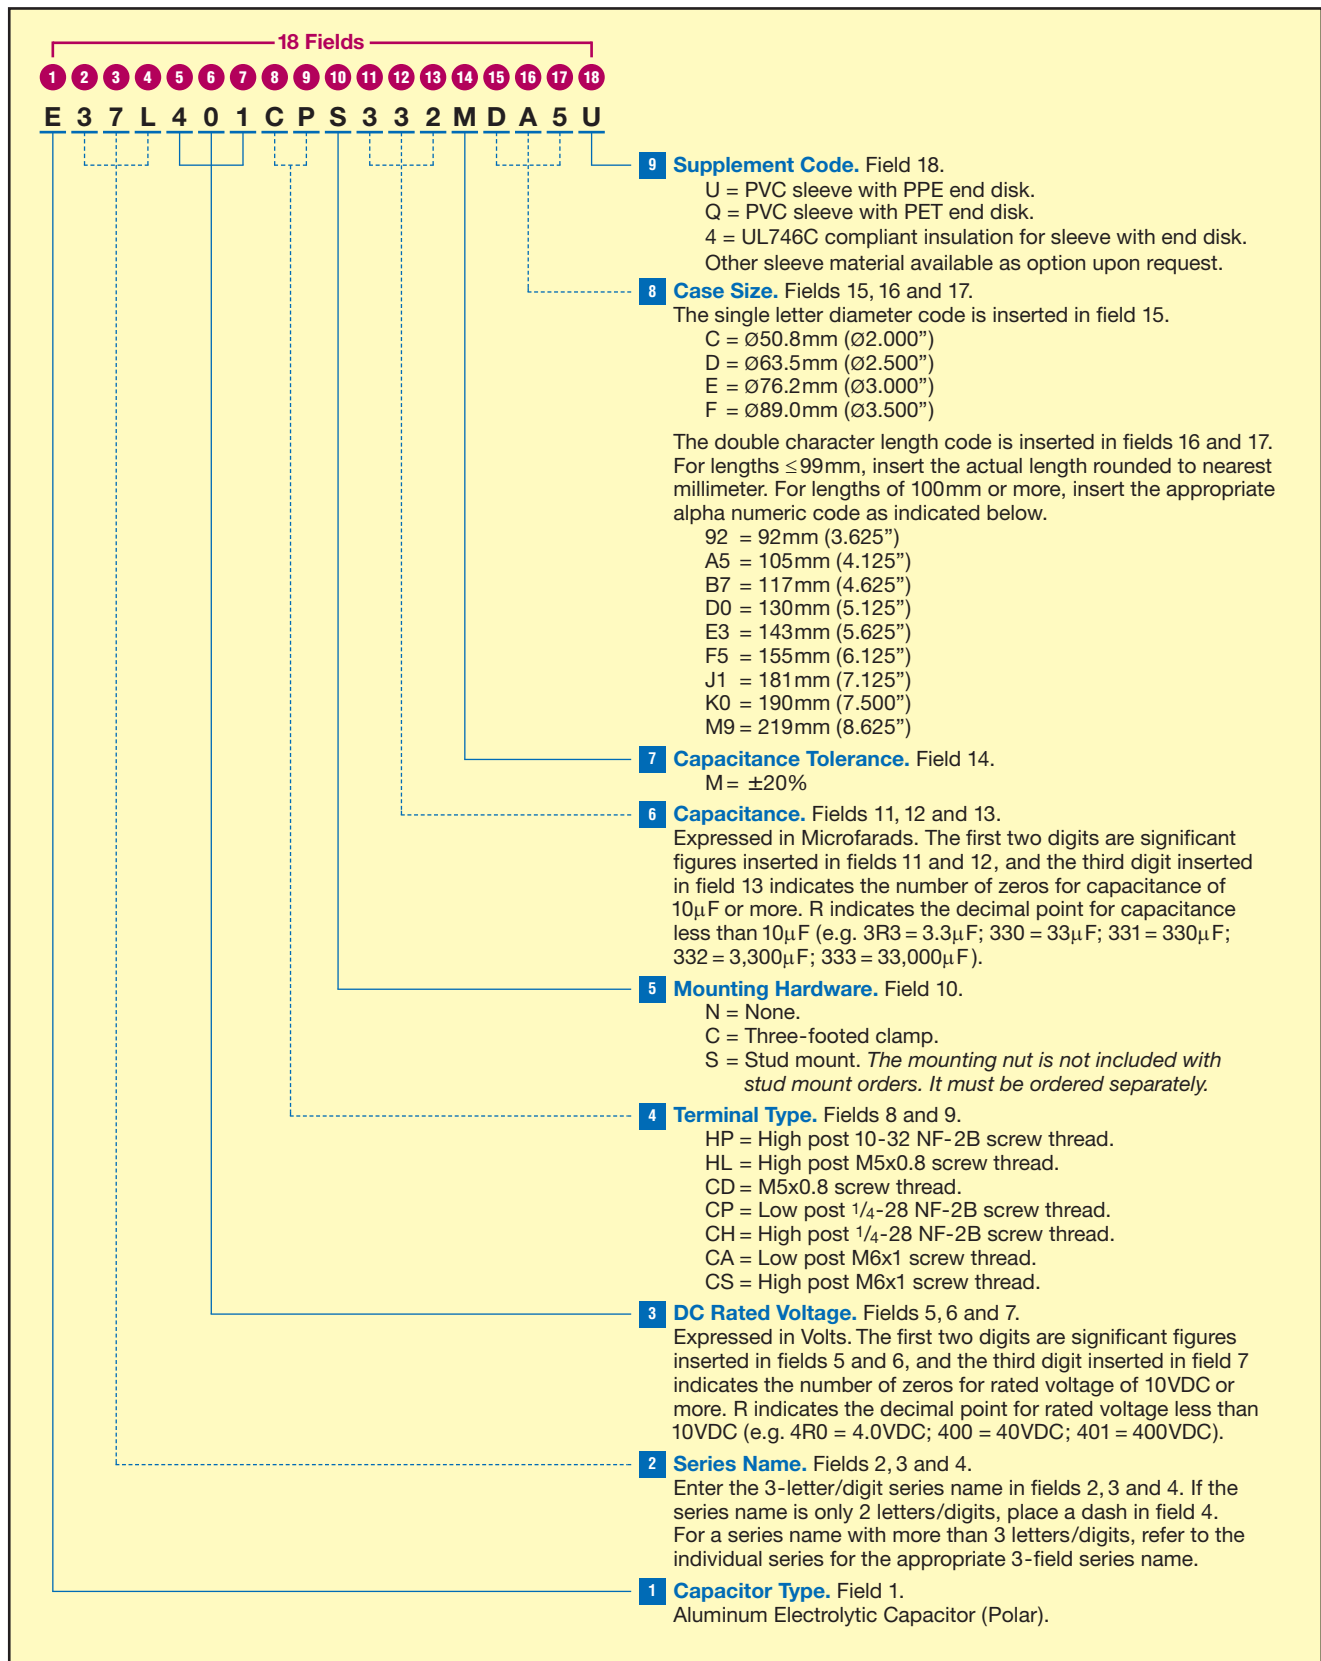 18 Fields
1 2 3 4 5 6 7 8 9 10 11 12 13 14 15 16 17 18
E 3 7 L 4 0 1 C P S 3 3 2 M D A 5 U
9 Supplement Code. Field 18.
U = PVC sleeve with PPE end disk.
Q = PVC sleeve with PET end disk.
4 = UL746C compliant insulation for sleeve with end disk.
Other sleeve material available as option upon request.
8 Case Size. Fields 15, 16 and 17.
The single letter diameter code is inserted in field 15.
C = Ø50.8mm (Ø2.000”)
D = Ø63.5mm (Ø2.500”)
E = Ø76.2mm (Ø3.000”)
F = Ø89.0mm (Ø3.500”)
The double character length code is inserted in fields 16 and 17.
For lengths ≤99mm, insert the actual length rounded to nearest
millimeter. For lengths of 100mm or more, insert the appropriate
alpha numeric code as indicated below.
92 = 92mm (3.625”)
A5 = 105mm (4.125”)
B7 = 117mm (4.625”)
D0 = 130mm (5.125”)
E3 = 143mm (5.625”)
F5 = 155mm (6.125”)
J1 = 181mm (7.125”)
K0 = 190mm (7.500”)
M9 = 219mm (8.625”)
7 Capacitance Tolerance. Field 14.
M = ±20%
6 Capacitance. Fields 11, 12 and 13.
Expressed in Microfarads. The first two digits are significant
figures inserted in fields 11 and 12, and the third digit inserted
in field 13 indicates the number of zeros for capacitance of
10μF or more. R indicates the decimal point for capacitance
less than 10μF (e.g. 3R3 = 3.3μF; 330 = 33μF; 331 = 330μF;
332 = 3,300μF; 333 = 33,000μF).
5 Mounting Hardware. Field 10.
N = None.
C = Three-footed clamp.
S = Stud mount. The mounting nut is not included with
stud mount orders. It must be ordered separately.
4 Terminal Type. Fields 8 and 9.
HP = High post 10-32 NF-2B screw thread.
HL = High post M5x0.8 screw thread.
CD = M5x0.8 screw thread.
CP = Low post 1/4-28 NF-2B screw thread.
CH = High post 1/4-28 NF-2B screw thread.
CA = Low post M6x1 screw thread.
CS = High post M6x1 screw thread.
3 DC Rated Voltage. Fields 5, 6 and 7.
Expressed in Volts. The first two digits are significant figures
inserted in fields 5 and 6, and the third digit inserted in field 7
indicates the number of zeros for rated voltage of 10VDC or
more. R indicates the decimal point for rated voltage less than
10VDC (e.g. 4R0 = 4.0VDC; 400 = 40VDC; 401 = 400VDC).
2 Series Name. Fields 2, 3 and 4.
Enter the 3-letter/digit series name in fields 2, 3 and 4. If the
series name is only 2 letters/digits, place a dash in field 4.
For a series name with more than 3 letters/digits, refer to the
individual series for the appropriate 3-field series name.
1 Capacitor Type. Field 1.
Aluminum Electrolytic Capacitor (Polar).